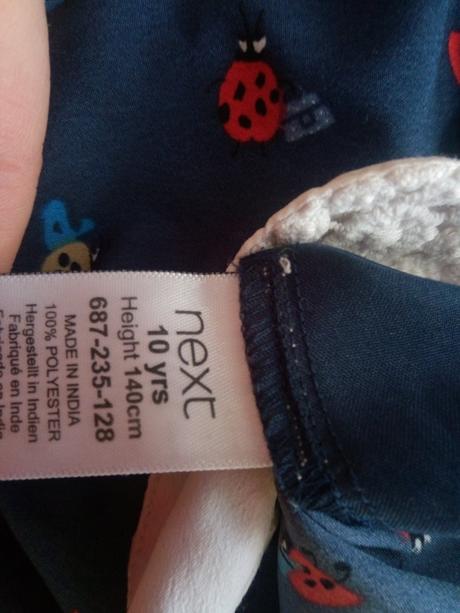 next
10 yrs
Height 140cm
687-235-128
MADE IN INDIA
100% POLYESTER
Hergestellt in Indien
Fabriqué en Inde